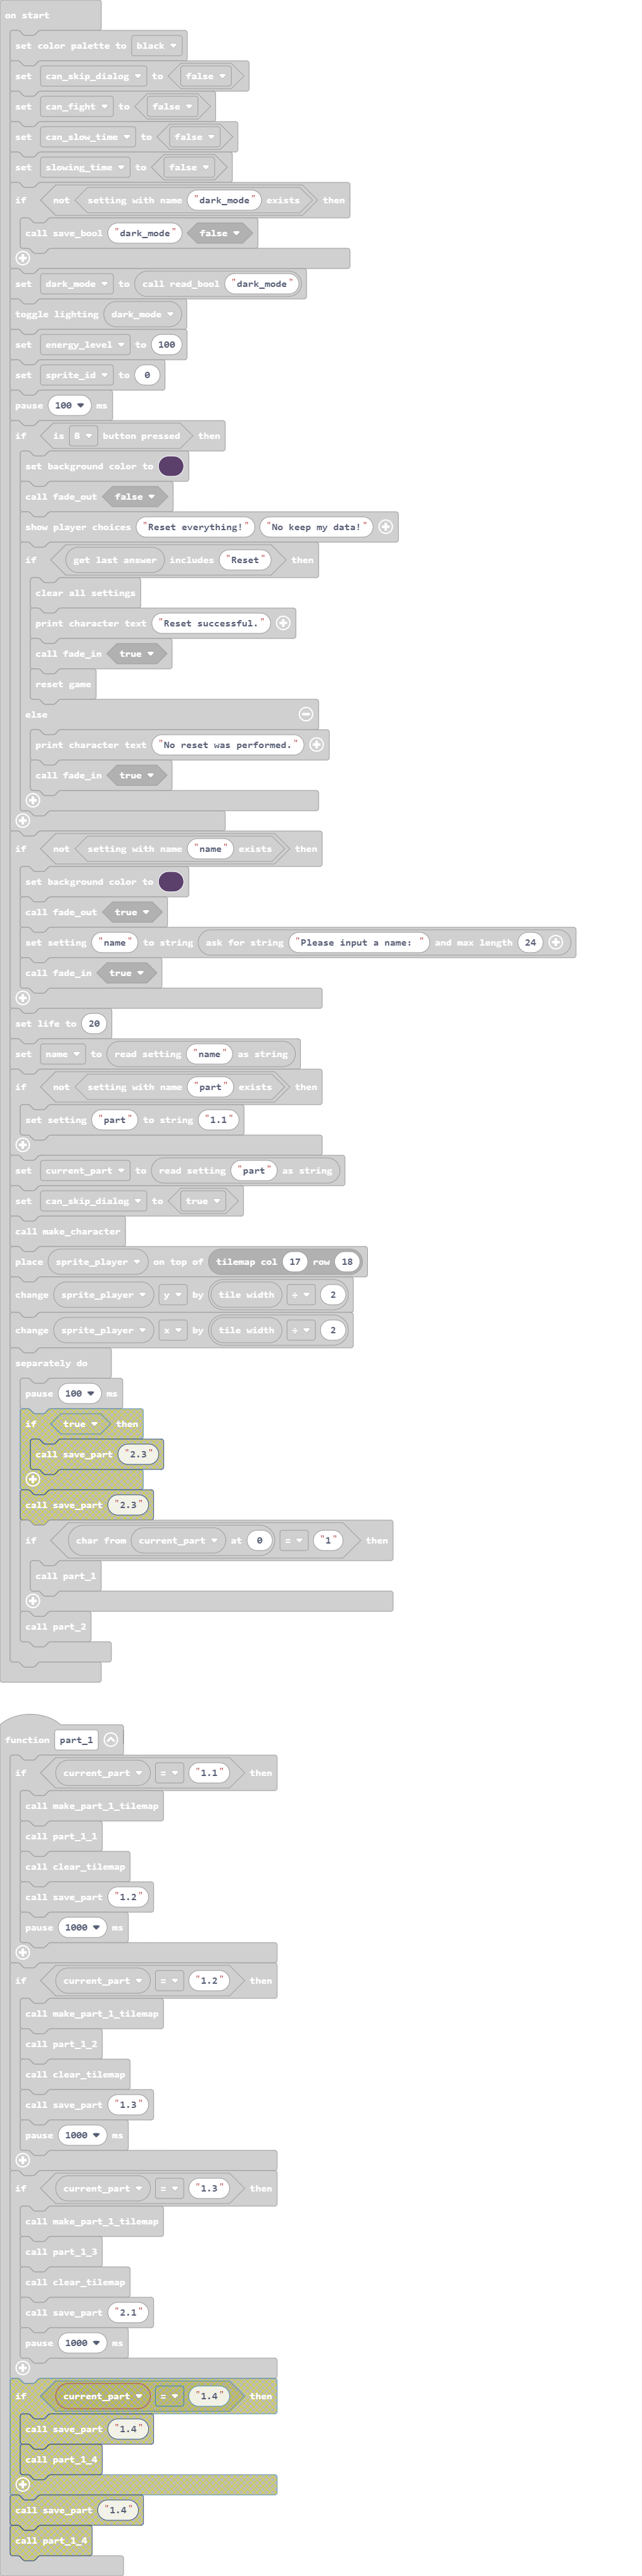 on start
set color palette to black
set can_skip_dialog to false
set can_fight to false
set can_slow_time to false
set slowing_time to false
if not setting with name "dark_mode" exists then
call save_bool "dark_mode" false
set dark_mode to call read_bool "dark_mode"
toggle lighting dark_mode
set energy_level to 100
set sprite_id to 0
pause 100 ms
if is B button pressed then
set background color to
call fade_out false
show player choices "Reset everything!" "No keep my data!"
if get last answer includes "Reset" then
clear all settings
print character text "Reset successful."
call fade_in true
reset game
else
print character text "No reset was performed."
call fade_in true
if not setting with name "name" exists then
set background color to
call fade_out true
set setting "name" to string ask for string "Please input a name: " and max length 24
call fade_in true
set life to 20
set name to read setting "name" as string
if not setting with name "part" exists then
set setting "part" to string "1.1"
set current_part to read setting "part" as string
set can_skip_dialog to true
call make_character
place sprite_player on top of tilemap col 17 row 18
change sprite_player y by tile width ÷ 2
change sprite_player x by tile width ÷ 2
separately do
pause 100 ms
if true then
call save_part "2.3"
call save_part "2.3"
if char from current_part at 0 = "1" then
call part_1
call part_2
function part_1
if current_part = "1.1" then
call make_part_1_tilemap
call part_1_1
call clear_tilemap
call save_part "1.2"
pause 1000 ms
if current_part = "1.2" then
call make_part_1_tilemap
call part_1_2
call clear_tilemap
call save_part "1.3"
pause 1000 ms
if current_part = "1.3" then
call make_part_1_tilemap
call part_1_3
call clear_tilemap
call save_part "2.1"
pause 1000 ms
if current_part = "1.4" then
call save_part "1.4"
call part_1_4
call save_part "1.4"
call part_1_4